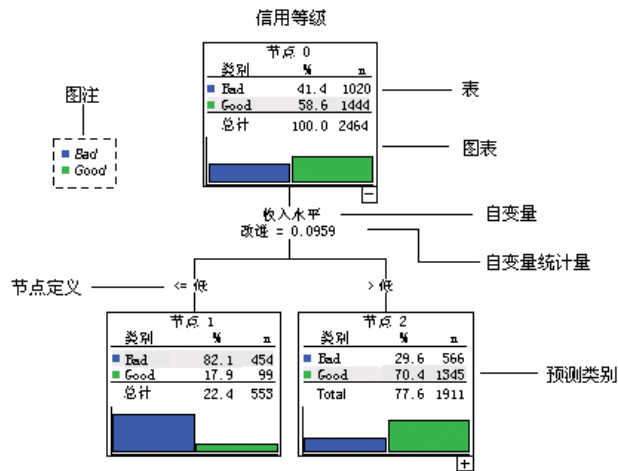 信用等级
节点 0
类别 % n
Bad 41.4 1020
Good 58.6 1444
总计 100.0 2464
表
图注
Bad
Good
图表
收入水平
自变量
改进 = 0.0959
自变量统计量
节点定义
<= 低
> 低
节点 1
类别 % n
Bad 82.1 454
Good 17.9 99
总计 22.4 553
节点 2
类别 % n
Bad 29.6 566
Good 70.4 1345
Total 77.6 1911
预测类别